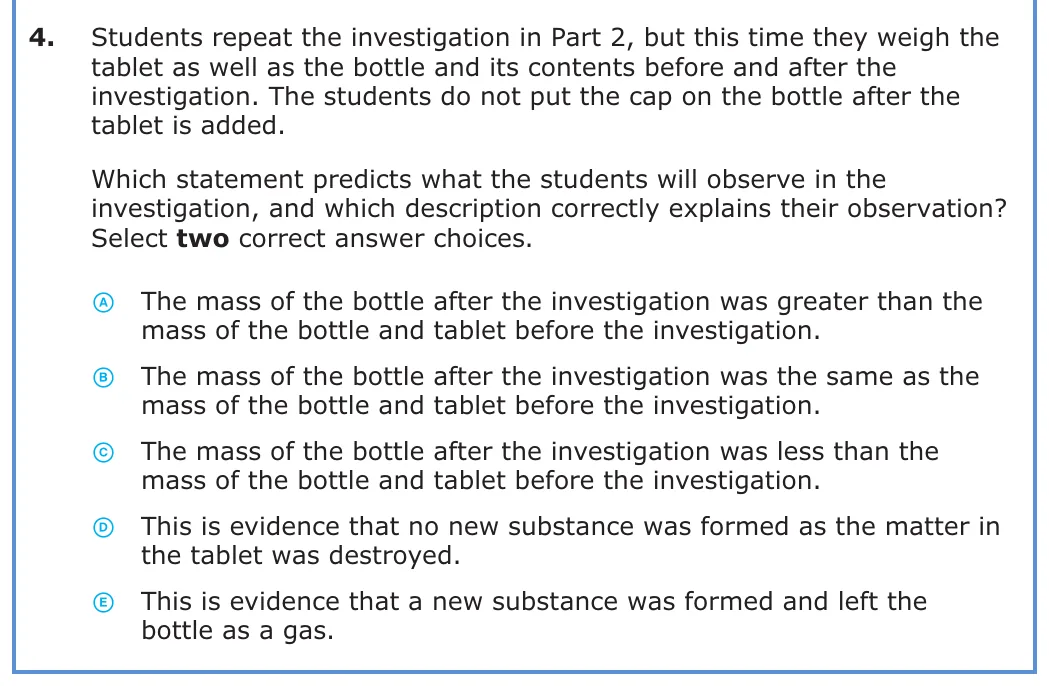 4. Students repeat the investigation in Part 2, but this time they weigh the
tablet as well as the bottle and its contents before and after the
investigation. The students do not put the cap on the bottle after the
tablet is added.
Which statement predicts what the students will observe in the
investigation, and which description correctly explains their observation?
Select two correct answer choices.
A The mass of the bottle after the investigation was greater than the
mass of the bottle and tablet before the investigation.
B The mass of the bottle after the investigation was the same as the
mass of the bottle and tablet before the investigation.
C The mass of the bottle after the investigation was less than the
mass of the bottle and tablet before the investigation.
D This is evidence that no new substance was formed as the matter in
the tablet was destroyed.
E This is evidence that a new substance was formed and left the
bottle as a gas.